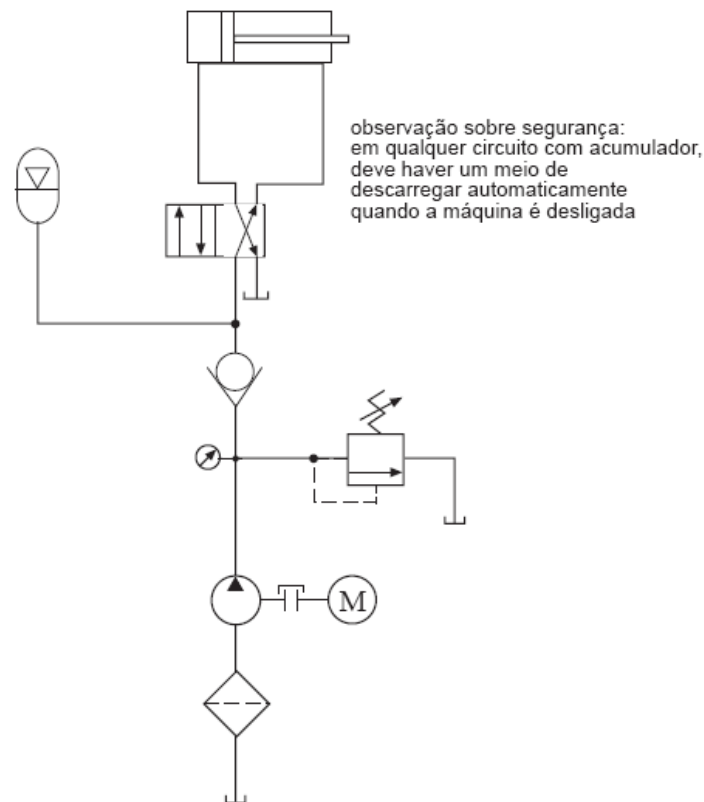 observação sobre segurança:
em qualquer circuito com acumulador,
deve haver um meio de
descarregar automaticamente
quando a máquina é desligada
M